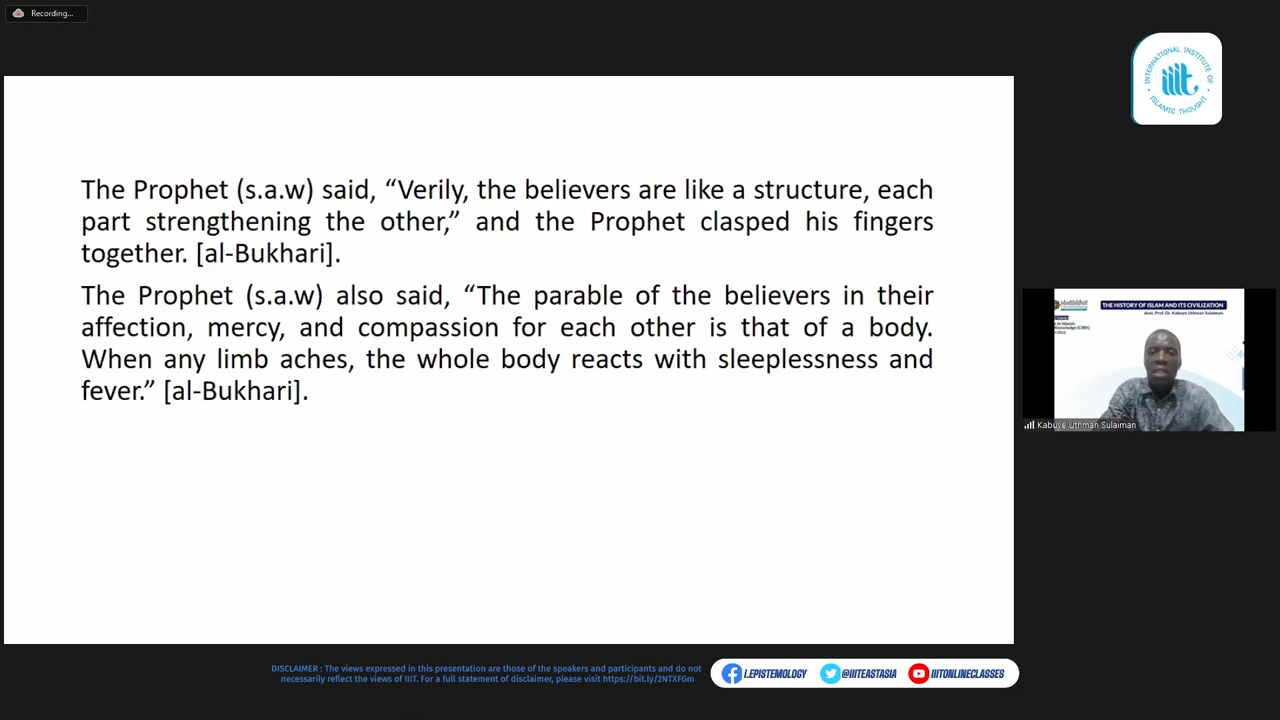 Recording...
INTERNATIONAL INSTITUTE OF
iiit
ISLAMIC THOUGHT
The Prophet (s.a.w) said, “Verily, the believers are like a structure, each
part strengthening the other,” and the Prophet clasped his fingers
together. [al-Bukhari].
The Prophet (s.a.w) also said, “The parable of the believers in their
affection, mercy, and compassion for each other is that of a body.
When any limb aches, the whole body reacts with sleeplessness and
fever.” [al-Bukhari].
THE HISTORY OF ISLAM AND ITS CIVILIZATION
Asst. Prof. Dr. Kabuye Uthman Sulaiman
Kabuye Uthman Sulaiman
DISCLAIMER : The views expressed in this presentation are those of the speakers and participants and do not
necessarily reflect the views of IIIT. For a full statement of disclaimer, please visit https://bit.ly/2NTXFGm
I.EPISTEMOLOGY
@IIITEASTASIA
IIITONLINECLASSES